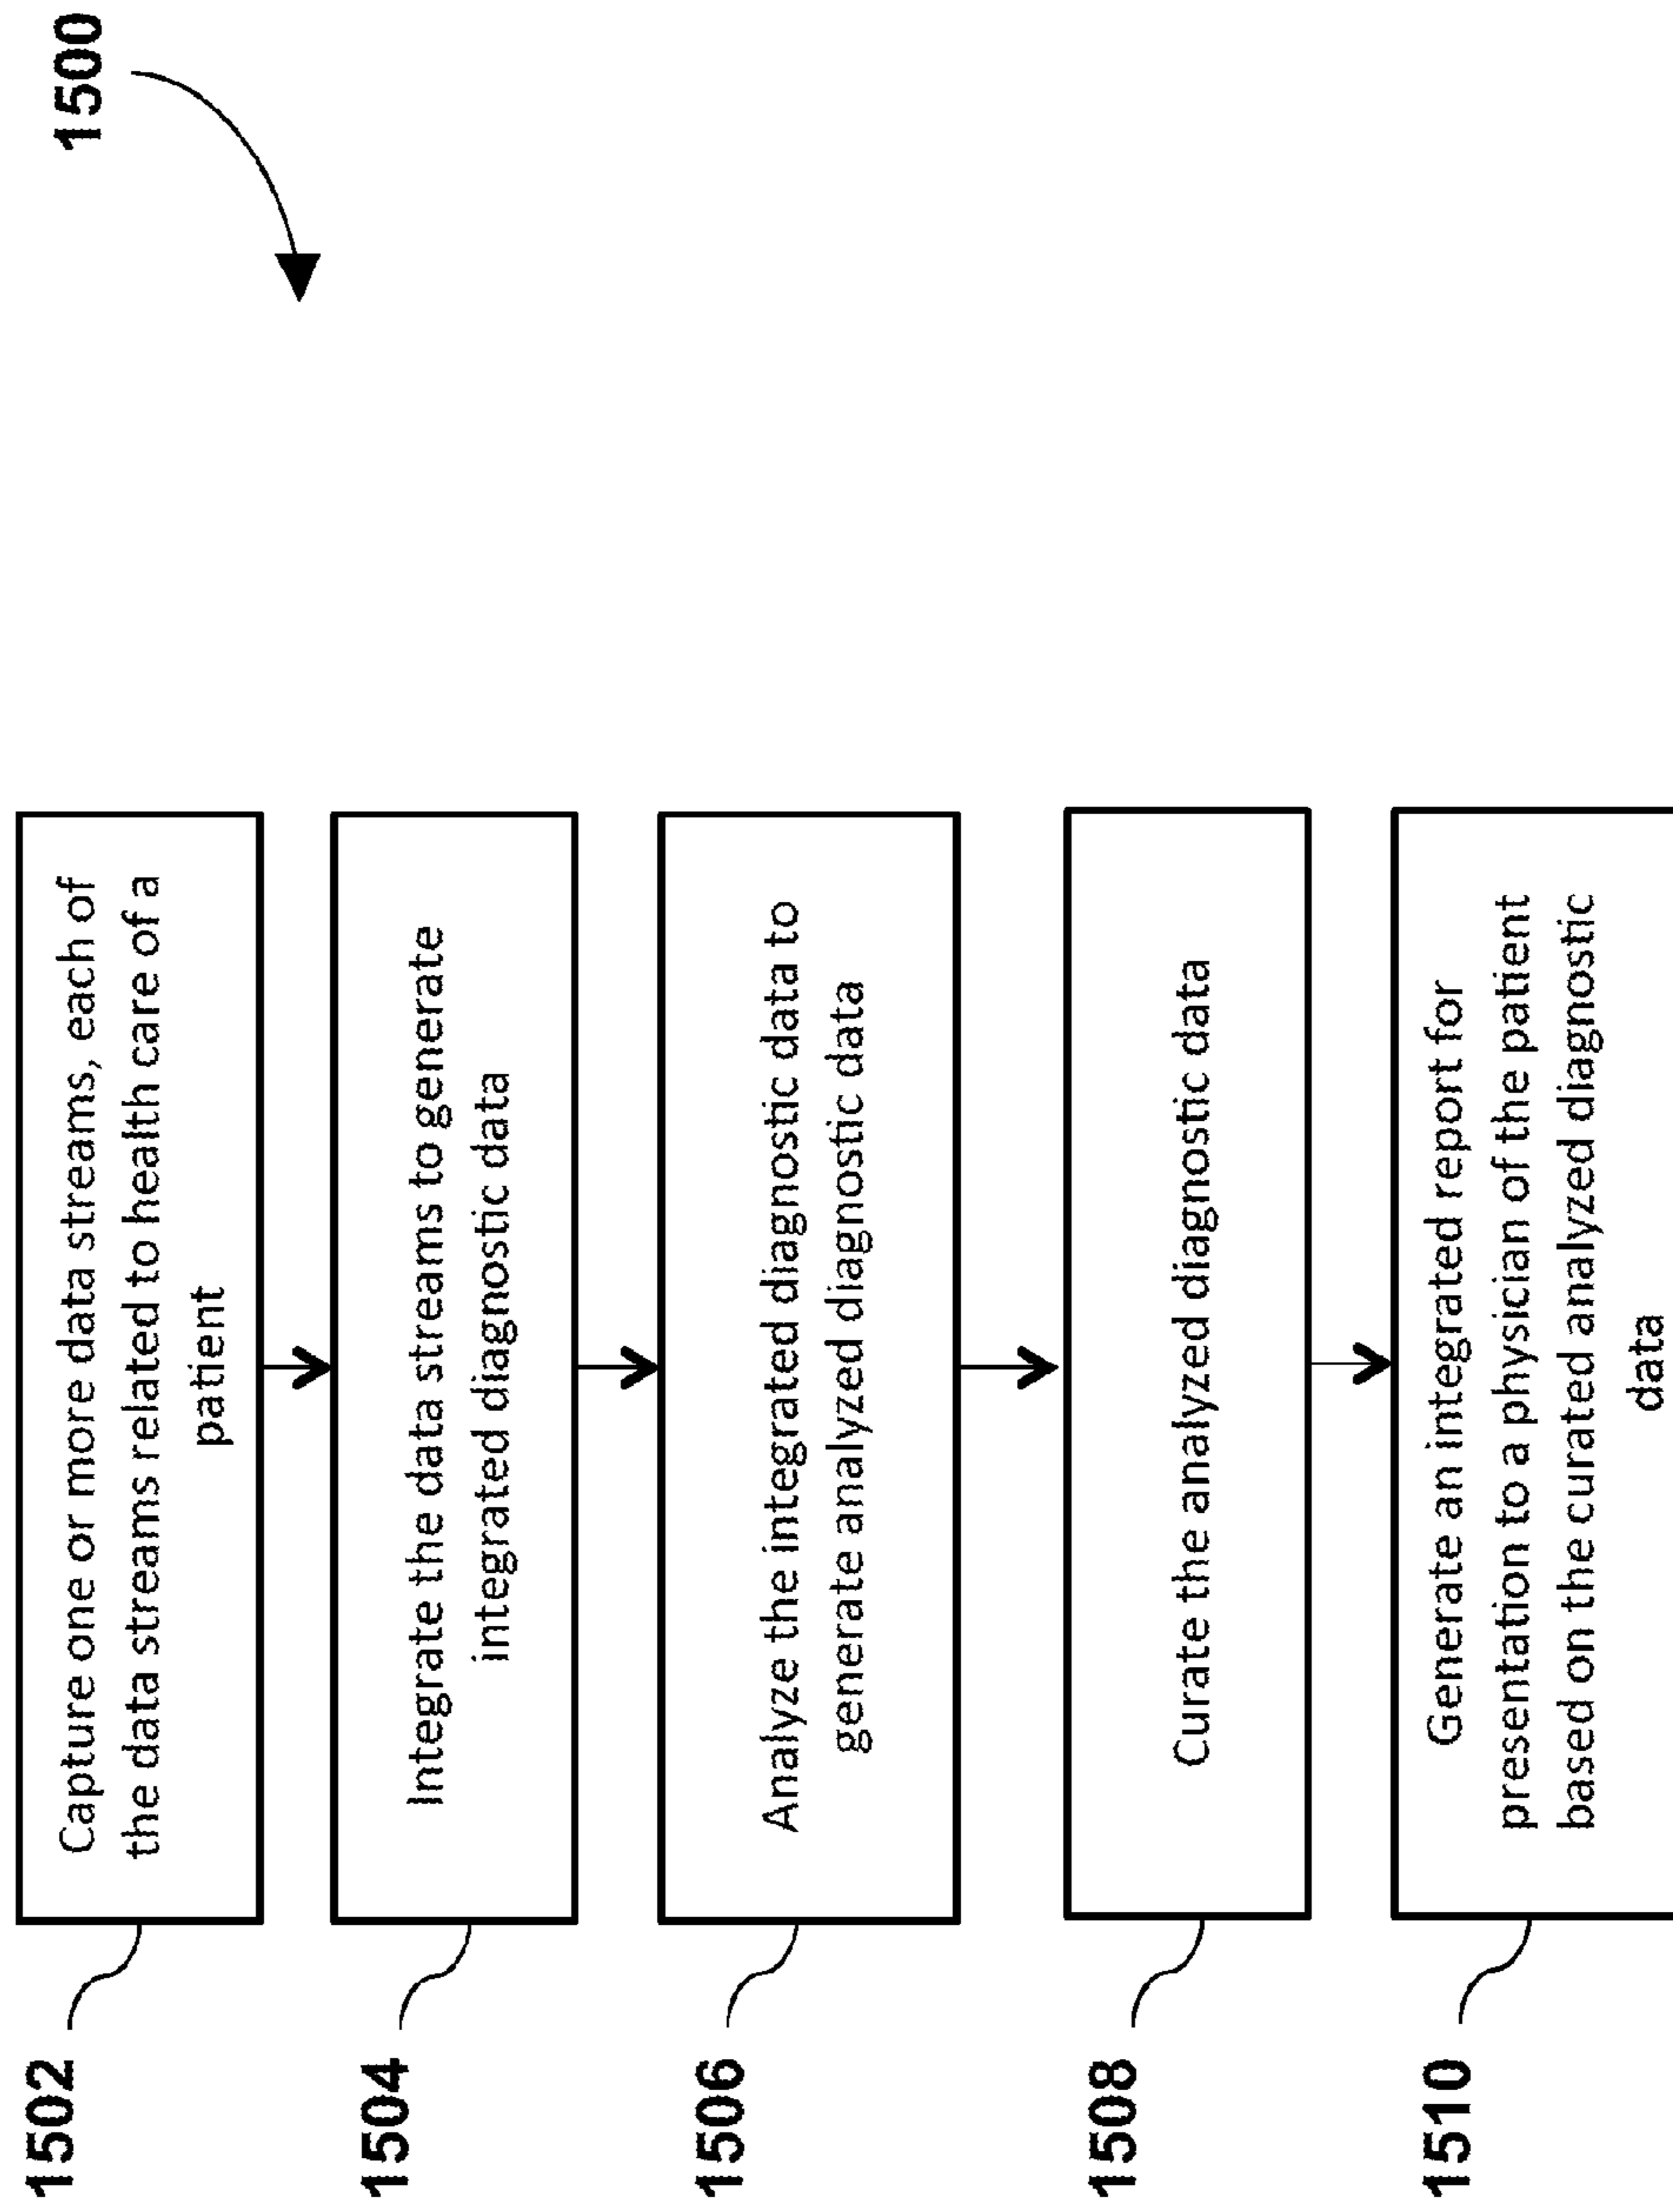 1500
1502
Capture one or more data streams, each of
the data streams related to health care of a
patient
1504
Integrate the data streams to generate
integrated diagnostic data
1506
Analyze the integrated diagnostic data to
generate analyzed diagnostic data
1508
Curate the analyzed diagnostic data
1510
Generate an integrated report for
presentation to a physician of the patient
based on the curated analyzed diagnostic
data